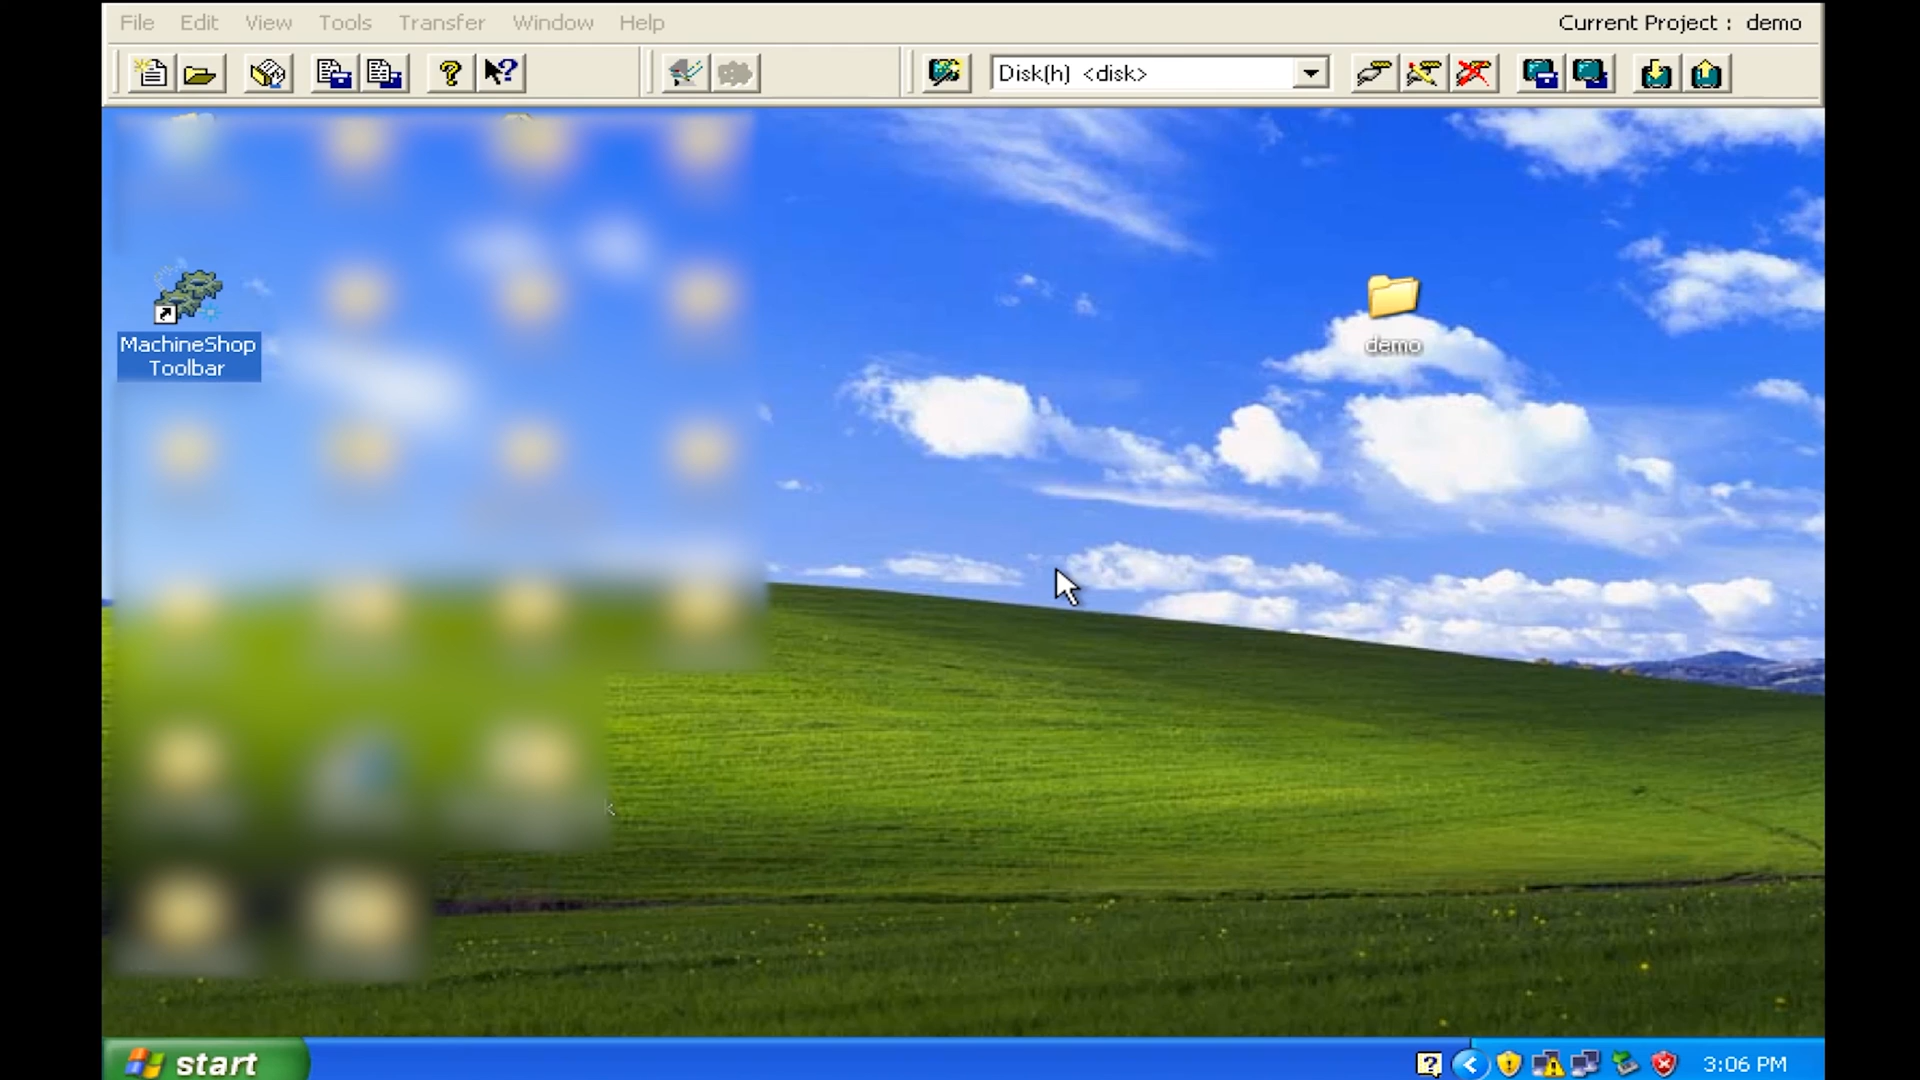 File Edit View Tools Transfer Window Help Current Project : demo
Disk(h) <disk>
MachineShop
Toolbar
demo
start
3:06 PM